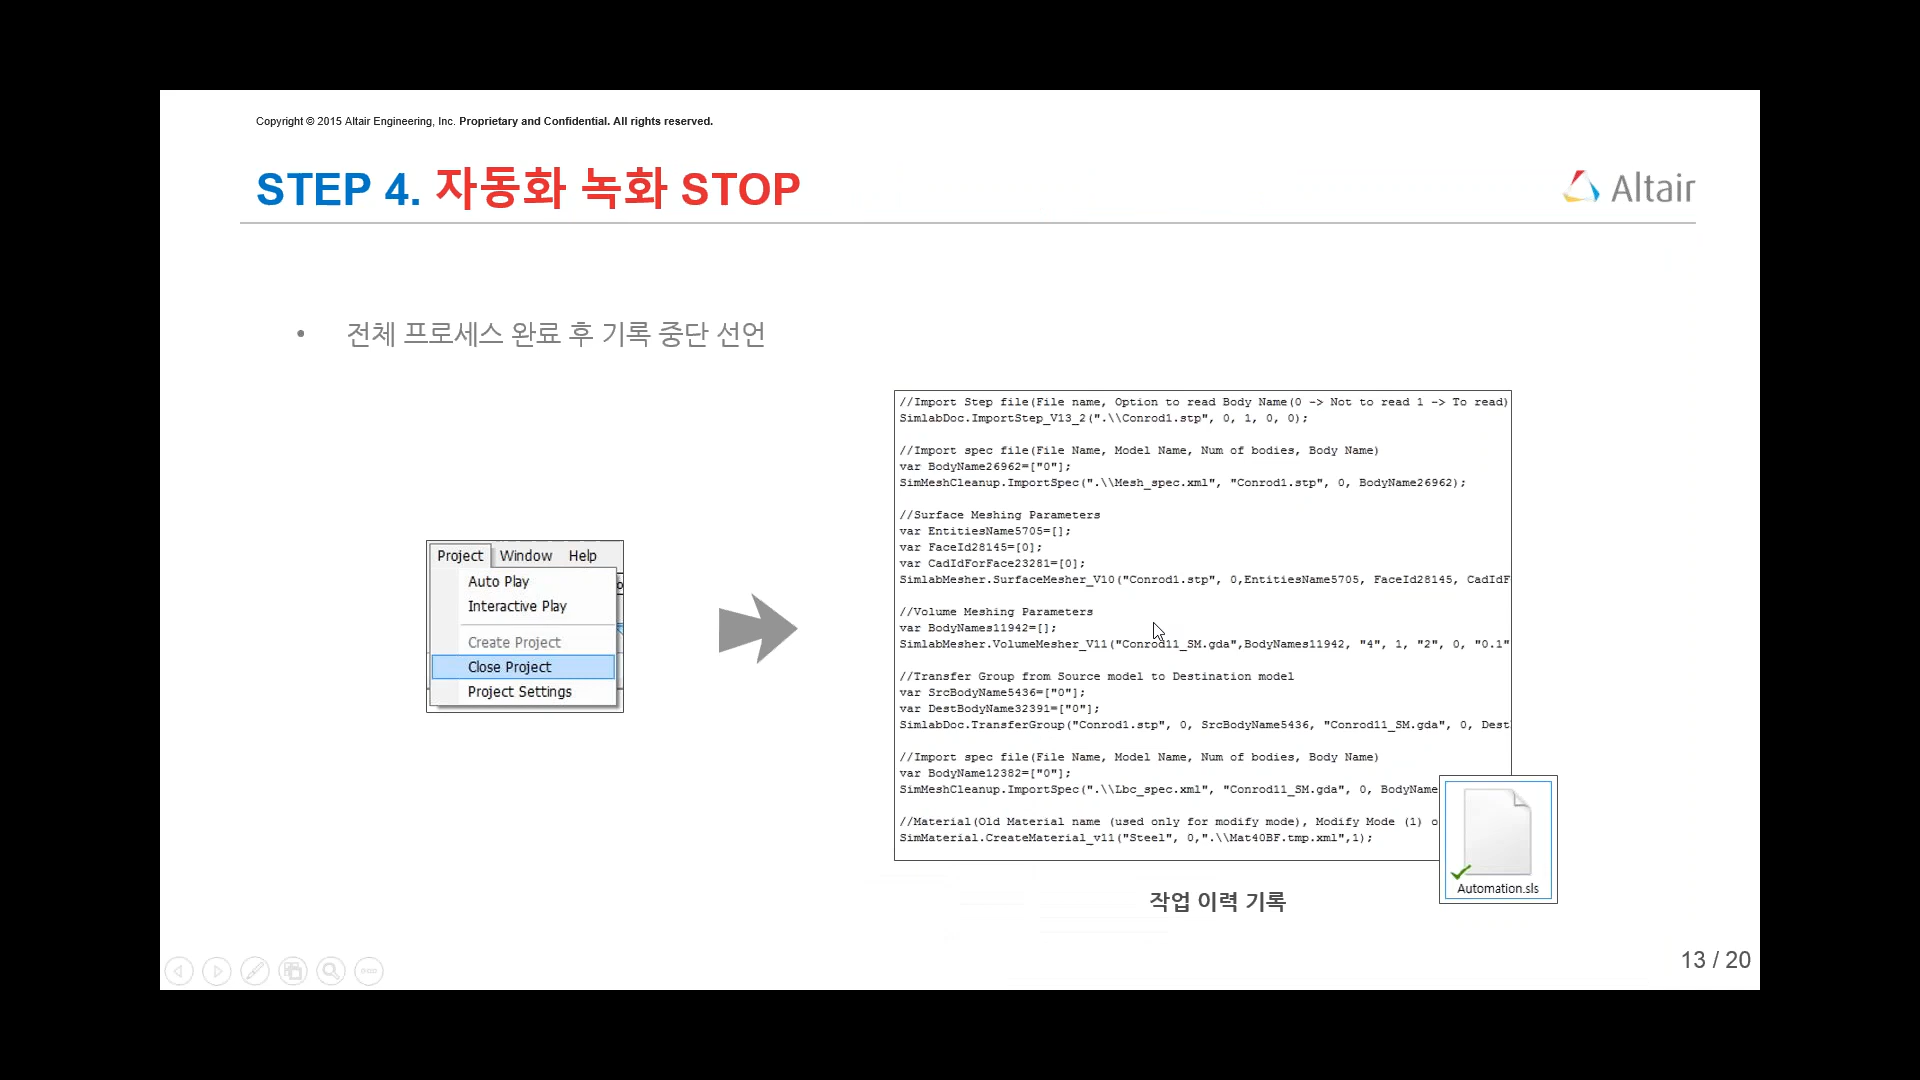 Copyright © 2015 Altair Engineering, Inc. Proprietary and Confidential. All rights reserved.
STEP 4. 자동화 녹화 STOP
Altair
• 전체 프로세스 완료 후 기록 중단 선언
Project Window Help
Auto Play
Interactive Play
Create Project
Close Project
Project Settings
//Import Step file(File name, Option to read Body Name(0 -> Not to read 1 -> To read)
SimlabDoc.ImportStep_V13_2(".\\Conrod1.stp", 0, 1, 0, 0);
//Import spec file(File Name, Model Name, Num of bodies, Body Name)
var BodyName26962=["0"];
SimMeshCleanup.ImportSpec(".\\Mesh_spec.xml", "Conrod1.stp", 0, BodyName26962);
//Surface Meshing Parameters
var EntitiesName5705=[];
var FaceId28145=[0];
var CadIdForFace23281=[0];
SimlabMesher.SurfaceMesher_V10("Conrod1.stp", 0,EntitiesName5705, FaceId28145, CadIdF
//Volume Meshing Parameters
var BodyNames11942=[];
SimlabMesher.VolumeMesher_V11("Conrod11_SM.gda",BodyNames11942, "4", 1, "2", 0, "0.1"
//Transfer Group from Source model to Destination model
var SrcBodyName5436=["0"];
var DestBodyName32391=["0"];
SimlabDoc.TransferGroup("Conrod1.stp", 0, SrcBodyName5436, "Conrod11_SM.gda", 0, Dest
//Import spec file(File Name, Model Name, Num of bodies, Body Name)
var BodyName12382=["0"];
SimMeshCleanup.ImportSpec(".\\Lbc_spec.xml", "Conrod11_SM.gda", 0, BodyName
//Material(Old Material name (used only for modify mode), Modify Mode (1) o
SimMaterial.CreateMaterial_v11("Steel", 0,".\\Mat40BF.tmp.xml",1);
Automation.sls
작업 이력 기록
13 / 20